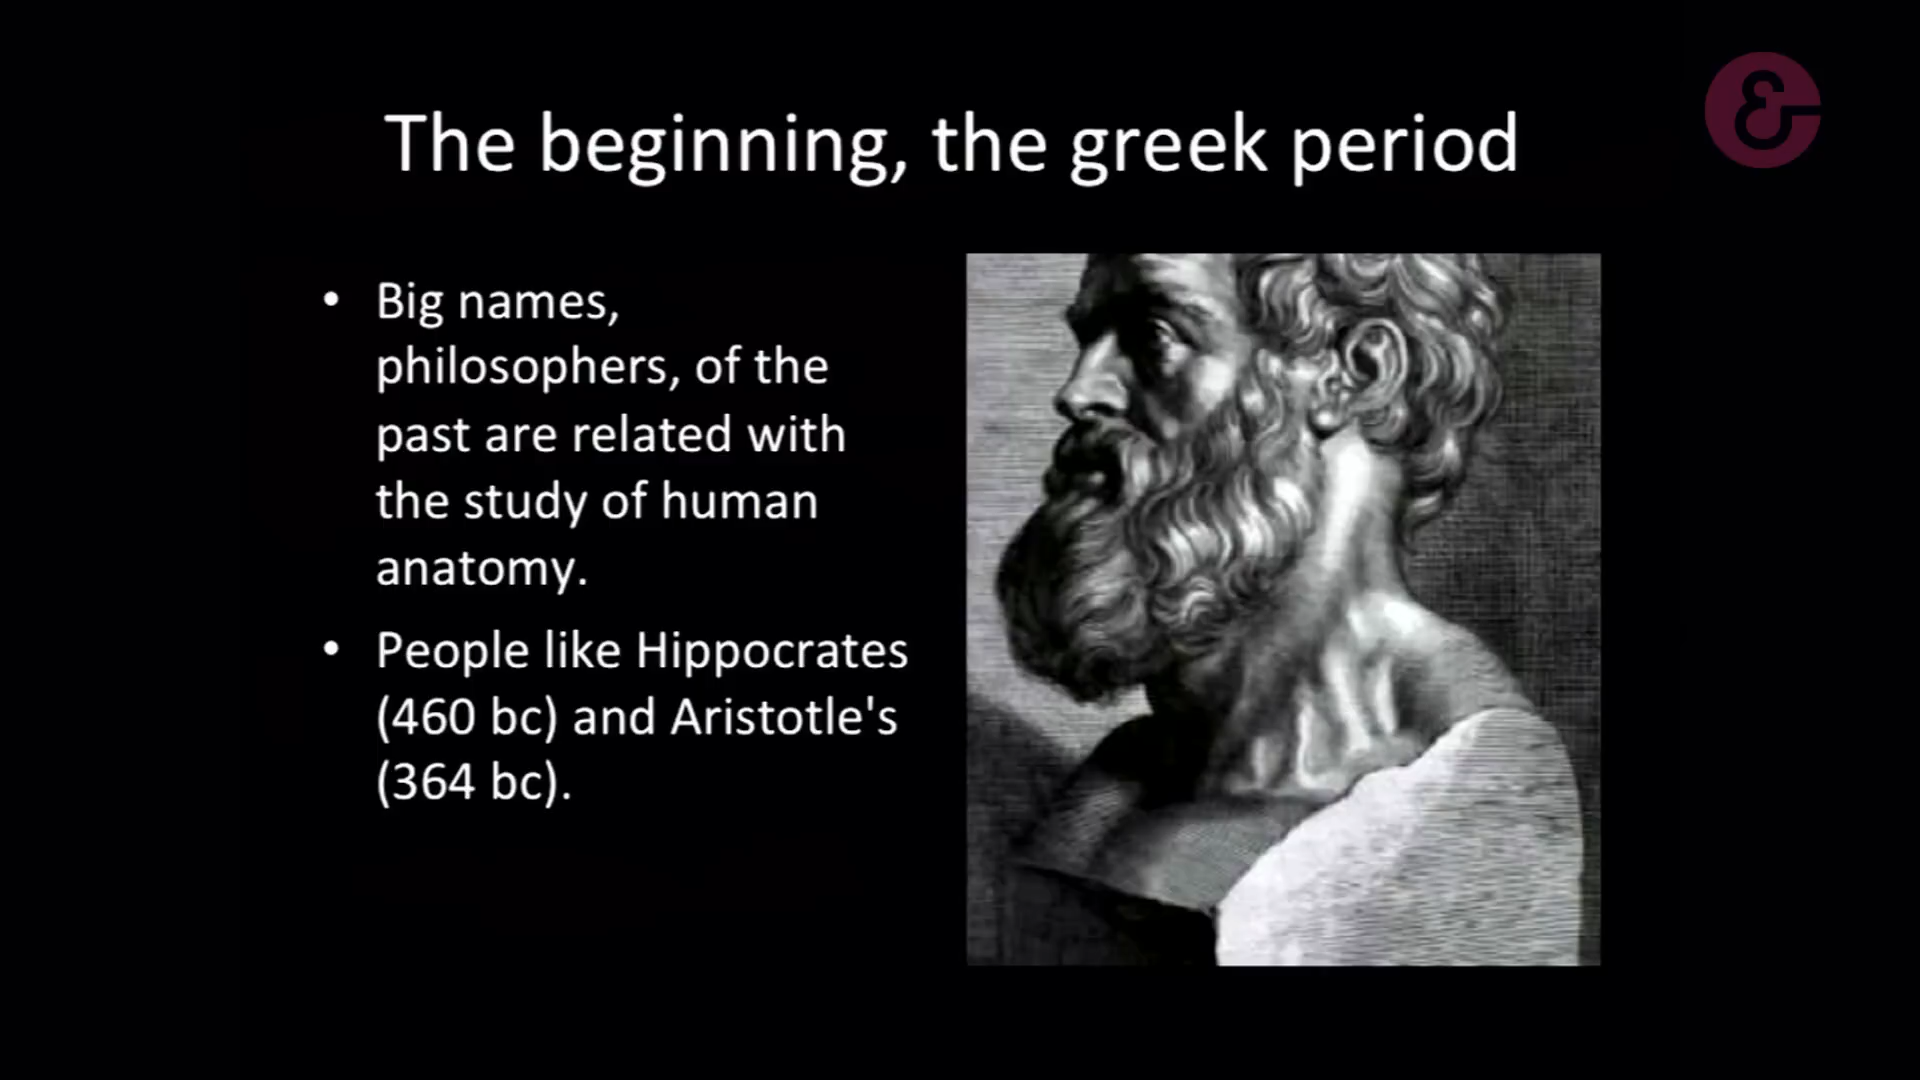 The beginning, the greek period
• Big names,
philosophers, of the
past are related with
the study of human
anatomy.
• People like Hippocrates
(460 bc) and Aristotle's
(364 bc).
&